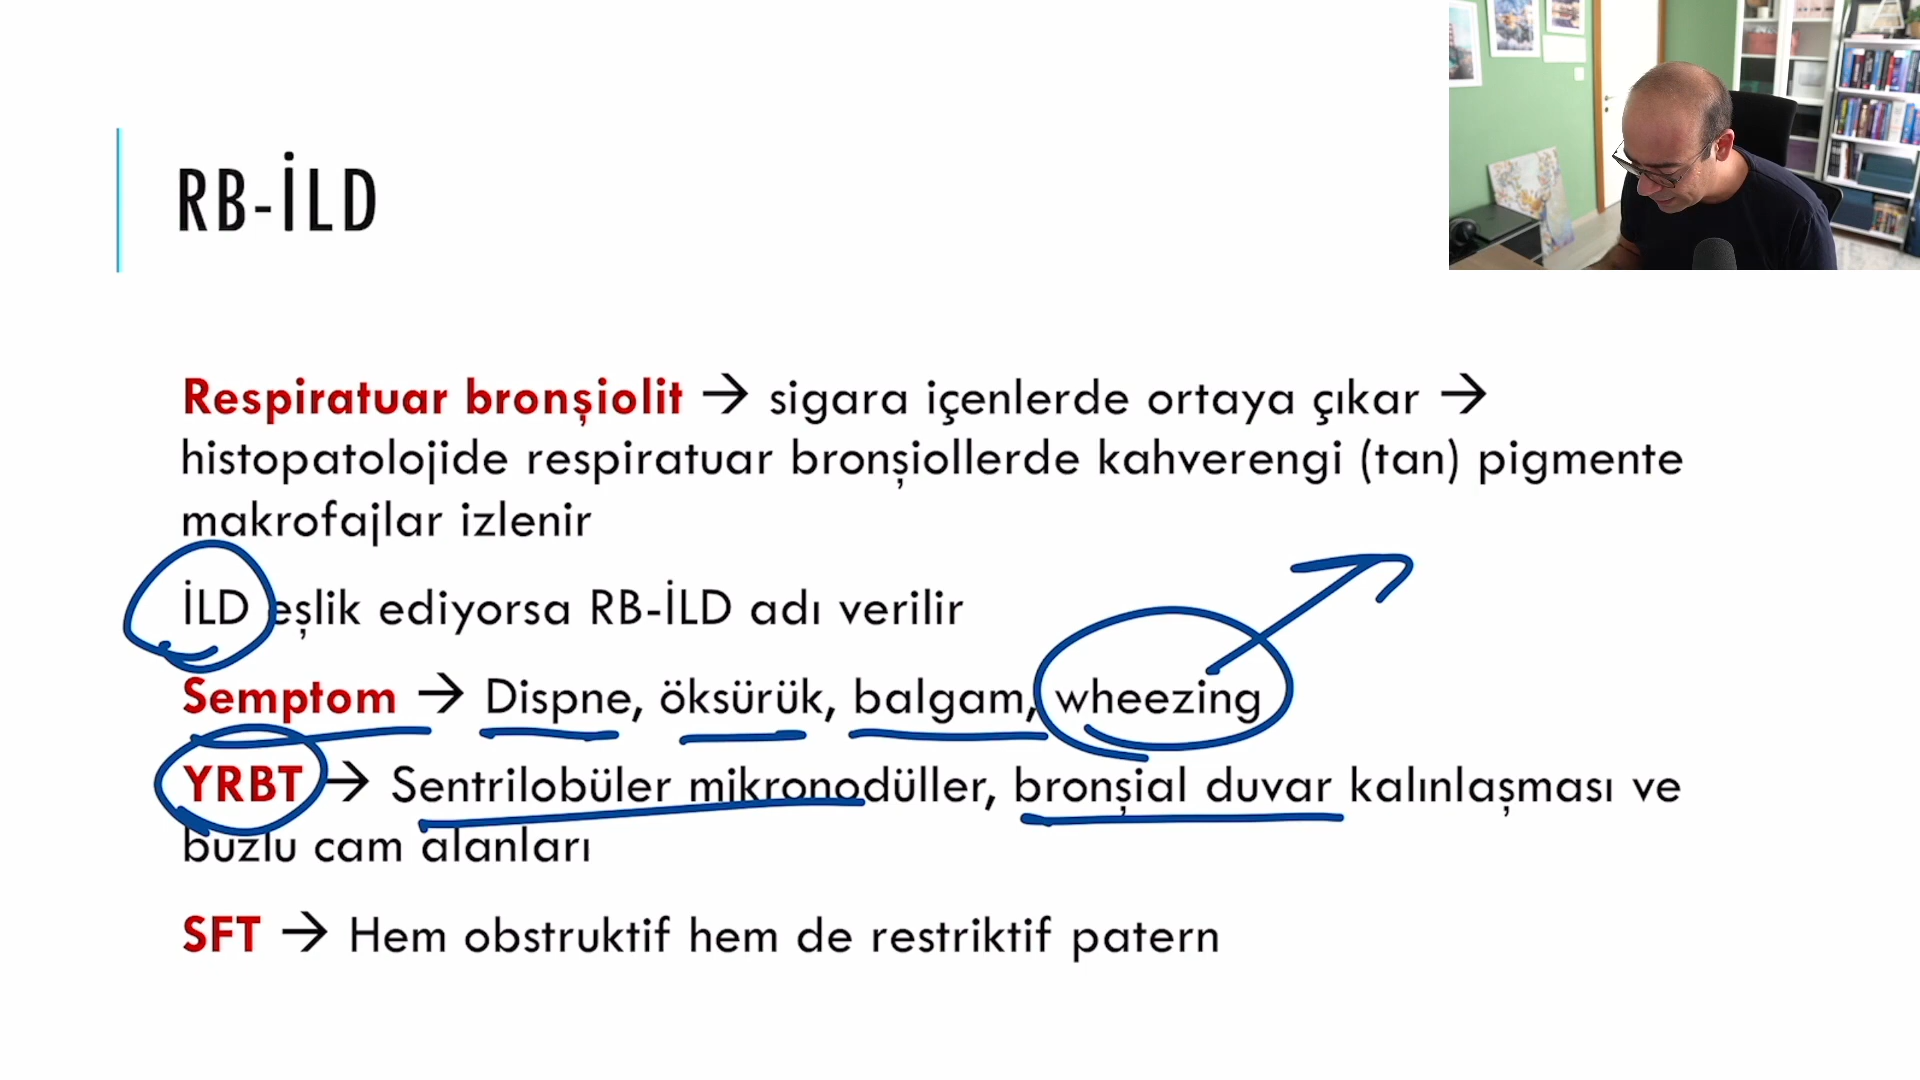 RB-İLD
Respiratuar bronşiolit → sigara içenlerde ortaya çıkar →
histopatolojide respiratuar bronşiollerde kahverengi (tan) pigmente
makrofajlar izlenir
İLD eşlik ediyorsa RB-İLD adı verilir
Semptom → Dispne, öksürük, balgam, wheezing
YRBT → Sentrilobüler mikronodüller, bronşial duvar kalınlaşması ve
buzlu cam alanları
SFT → Hem obstruktif hem de restriktif patern